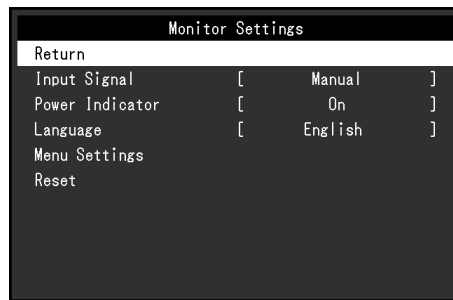 Monitor Settings
Return
Input Signal [ Manual ]
Power Indicator [ On ]
Language [ English ]
Menu Settings
Reset